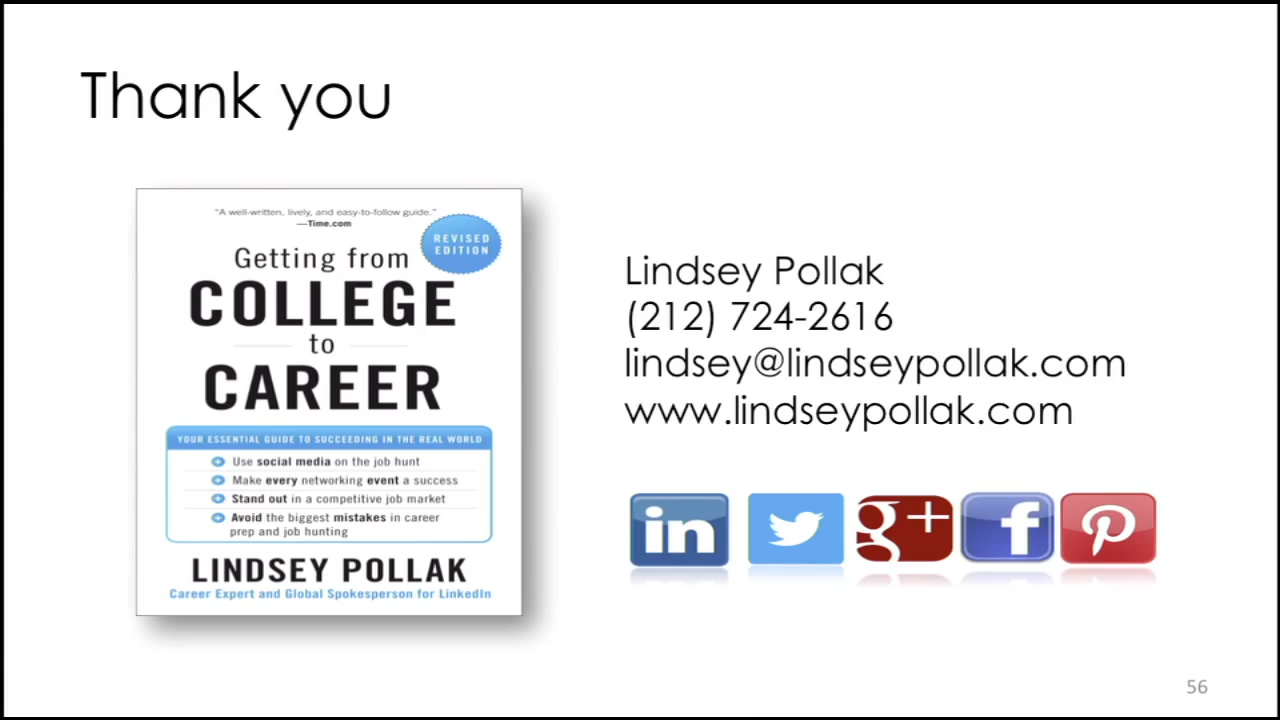 Thank you
"A well-written, lively, and easy-to-follow guide."
—Time.com
REVISED
EDITION
Getting from
COLLEGE
to
CAREER
YOUR ESSENTIAL GUIDE TO SUCCEEDING IN THE REAL WORLD
Use social media on the job hunt
Make every networking event a success
Stand out in a competitive job market
Avoid the biggest mistakes in career
prep and job hunting
LINDSEY POLLAK
Career Expert and Global Spokesperson for LinkedIn
Lindsey Pollak
(212) 724-2616
lindsey@lindseypollak.com
www.lindseypollak.com
in
g+
f
56